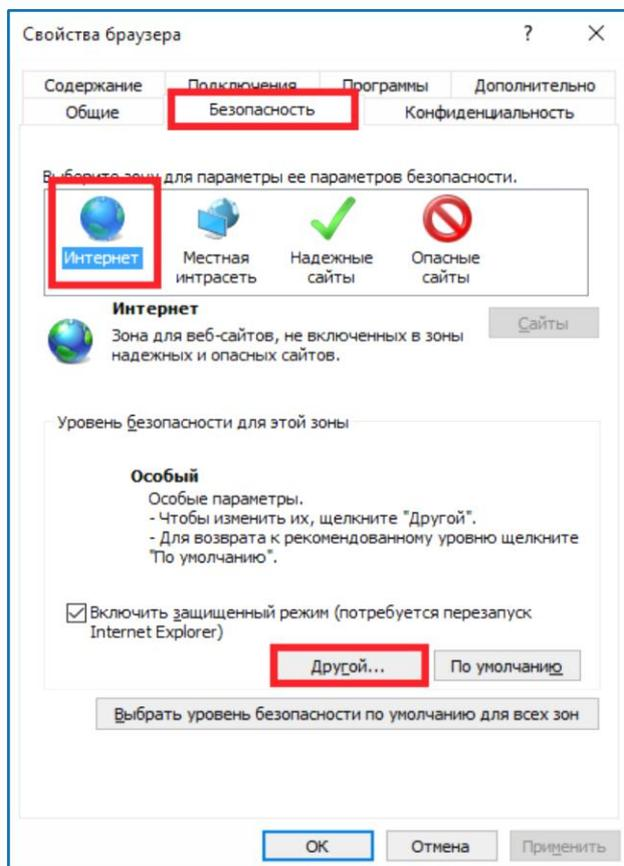 Свойства браузера ? ×
Содержание Подключения Программы Дополнительно
Общие Безопасность Конфиденциальность
Выберите зону для параметры ее параметров безопасности.
Интернет Местная интрасеть Надежные сайты Опасные сайты
Интернет
Зона для веб-сайтов, не включенных в зоны
надежных и опасных сайтов.
Сайты
Уровень безопасности для этой зоны
Особый
Особые параметры.
- Чтобы изменить их, щелкните "Другой".
- Для возврата к рекомендованному уровню щелкните
"По умолчанию".
Включить защищенный режим (потребуется перезапуск
Internet Explorer)
Другой... По умолчанию
Выбрать уровень безопасности по умолчанию для всех зон
ОК Отмена Применить